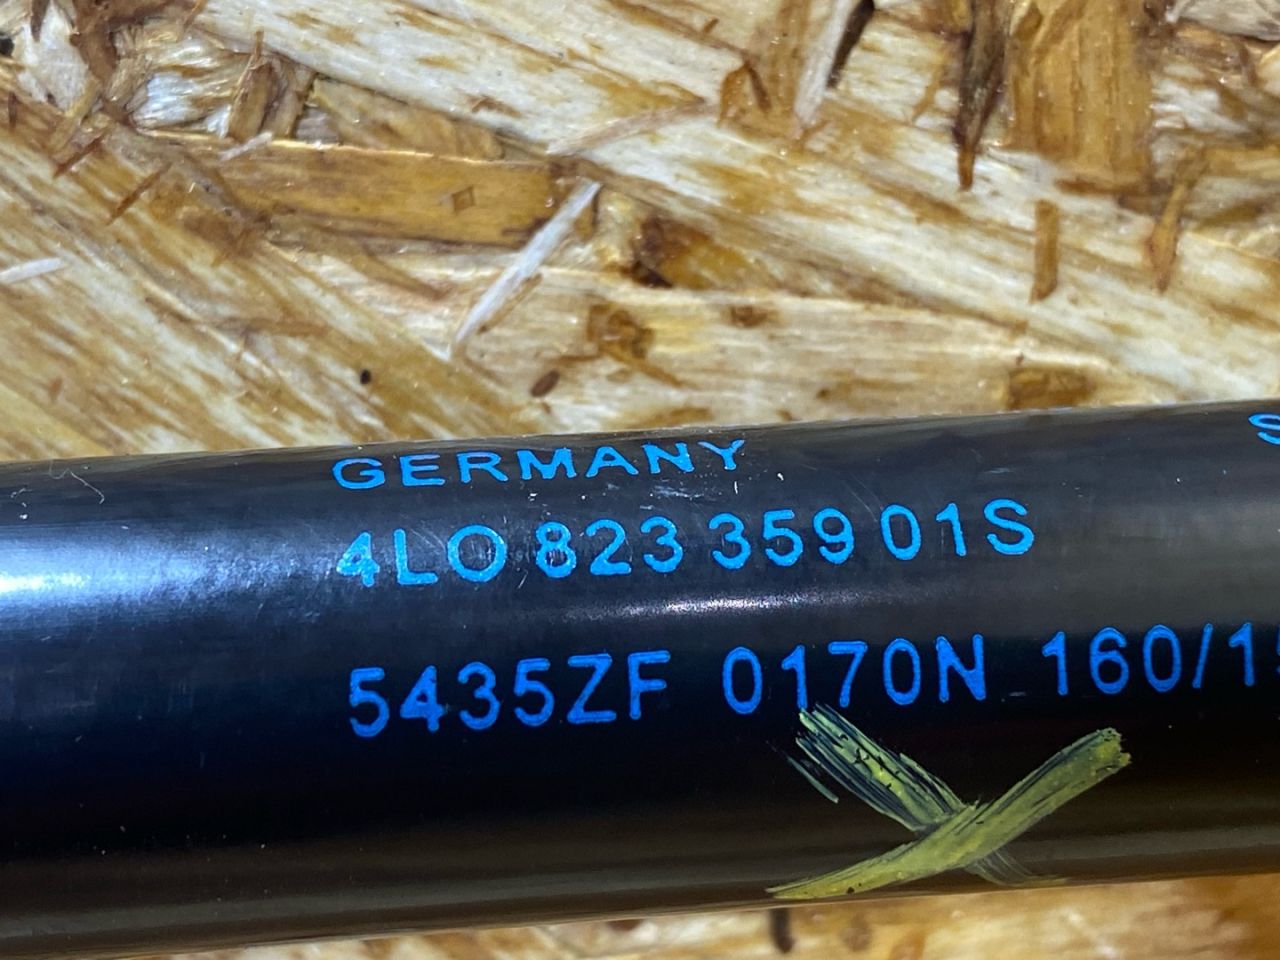 GERMANY
4L0 823 359 01S
5435ZF 0170N 160/1